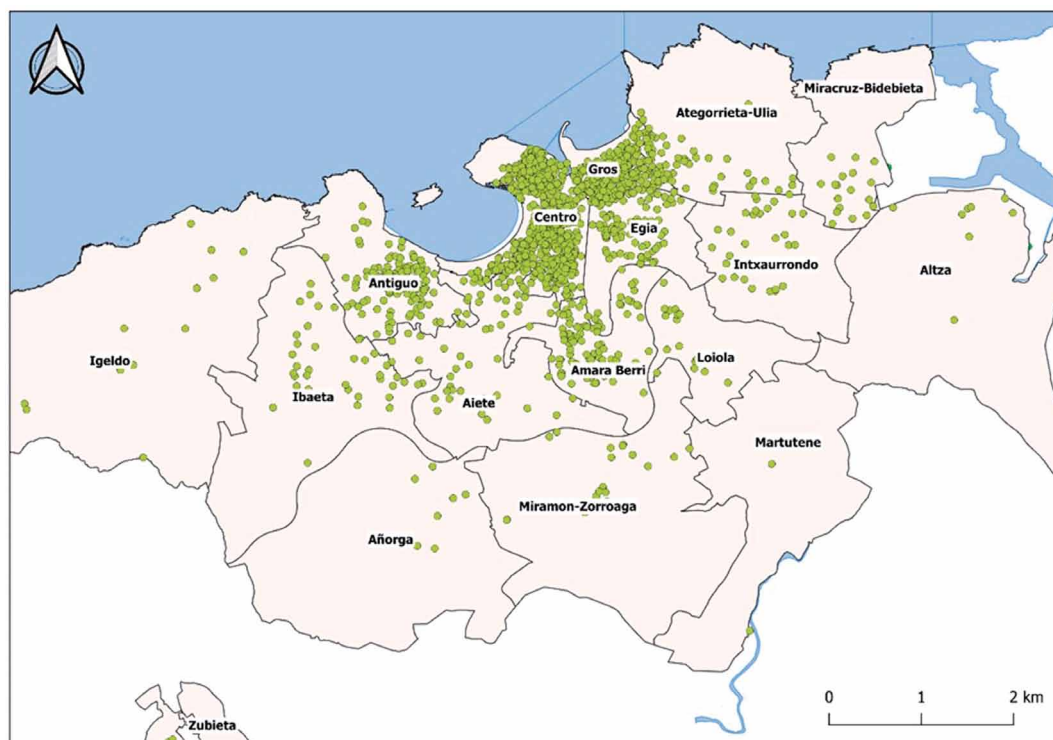 Miracruz-Bidebieta
Ategorrieta-Ulia
Gros
Centro
Egia
Intxaurrondo
Altza
Antiguo
Igeldo
Ibaeta
Aiete
Amara Berri
Loiola
Martutene
Miramon-Zorroaga
Añorga
Zubieta
0 1 2 km